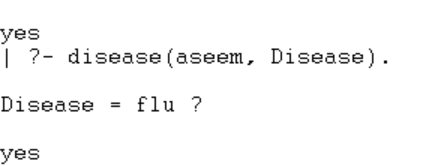 yes
| ?- disease(aseem, Disease).
Disease = flu ?
yes